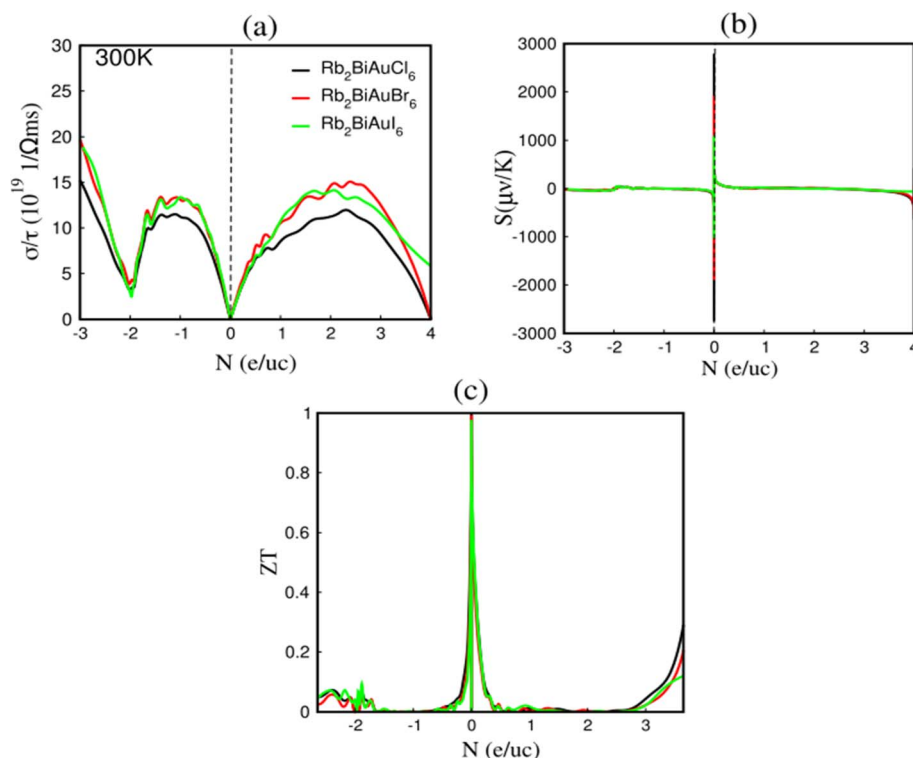 (a)
300K
Rb2BiAuCl6
Rb2BiAuBr6
Rb2BiAuI6
30
25
20
15
10
5
0
σ/τ (10^19 1/Ωms)
-3 -2 -1 0 1 2 3 4
N (e/uc)
(b)
3000
2000
1000
0
-1000
-2000
-3000
S(μv/K)
-3 -2 -1 0 1 2 3 4
N (e/uc)
(c)
1
0.8
0.6
0.4
0.2
0
ZT
-2 -1 0 1 2 3
N (e/uc)